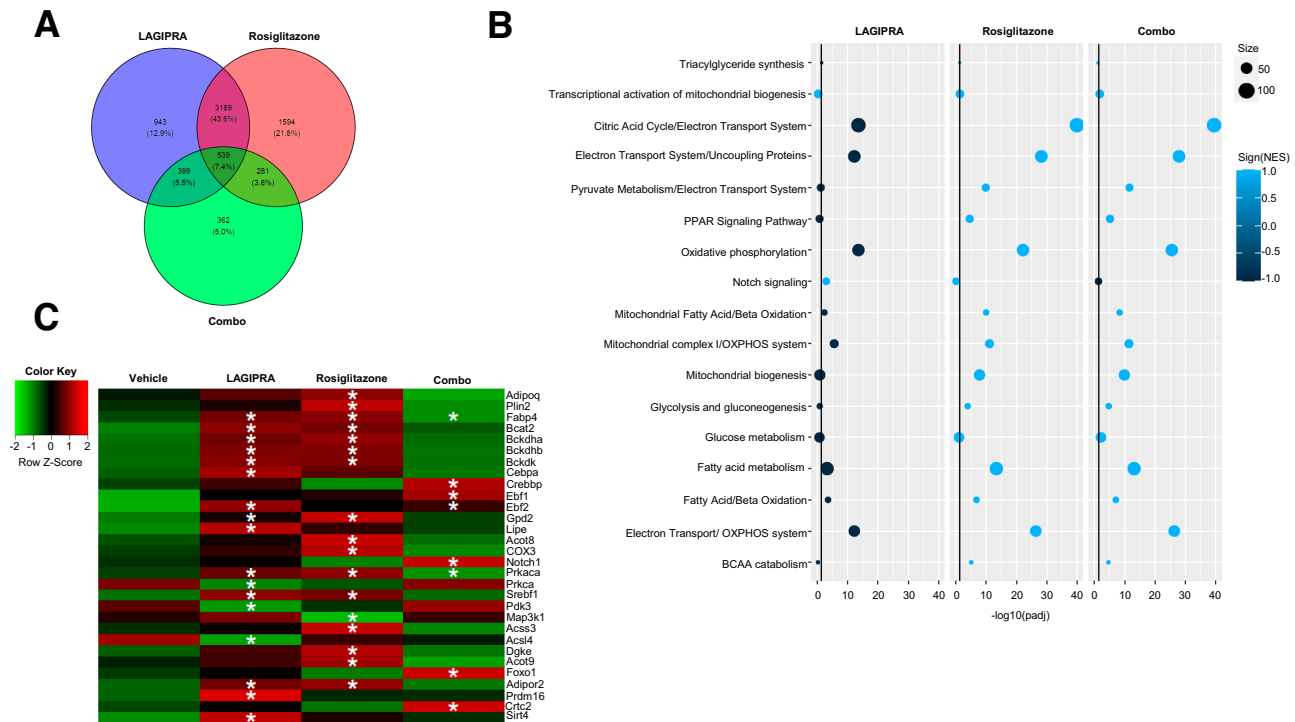 A
LAGIPRA
Rosiglitazone
943
(12.9%)
3189
(43.6%)
1594
(21.8%)
539
(7.4%)
399
(5.5%)
281
(3.8%)
362
(5.0%)
Combo
B
LAGIPRA
Rosiglitazone
Combo
Triacylglyceride synthesis
Transcriptional activation of mitochondrial biogenesis
Citric Acid Cycle/Electron Transport System
Electron Transport System/Uncoupling Proteins
Pyruvate Metabolism/Electron Transport System
PPAR Signaling Pathway
Oxidative phosphorylation
Notch signaling
Mitochondrial Fatty Acid/Beta Oxidation
Mitochondrial complex I/OXPHOS system
Mitochondrial biogenesis
Glycolysis and gluconeogenesis
Glucose metabolism
Fatty acid metabolism
Fatty Acid/Beta Oxidation
Electron Transport/ OXPHOS system
BCAA catabolism
0 10 20 30 40 0 10 20 30 40 0 10 20 30 40
-log10(padj)
Size
50
100
Sign(NES)
1.0
0.5
0.0
-0.5
-1.0
C
Color Key
-2 -1 0 1 2
Row Z-Score
Vehicle
LAGIPRA
Rosiglitazone
Combo
* Adipoq
* Plin2
* * * Fabp4
* * Bcat2
* * Bckdha
* * Bckdhb
* * Bckdk
* Cebpa
* Crebbp
* Ebf1
* * Ebf2
* * Gpd2
* Lipe
* Acot8
* COX3
* Notch1
* * * Prkaca
* Prkca
* * Srebf1
* Pdk3
* Map3k1
* Acss3
* Acsl4
* Dgke
* Acot9
* Foxo1
* * Adipor2
* Prdm16
* Crtc2
* Sirt4